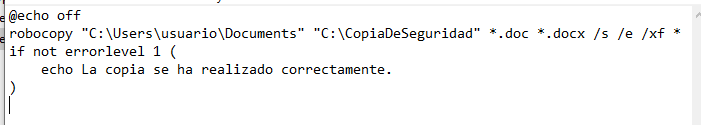 @echo off
robocopy "C:\Users\usuario\Documents" "C:\CopiaDeSeguridad" *.doc *.docx /s /e /xf *
if not errorlevel 1 (
    echo La copia se ha realizado correctamente.
)